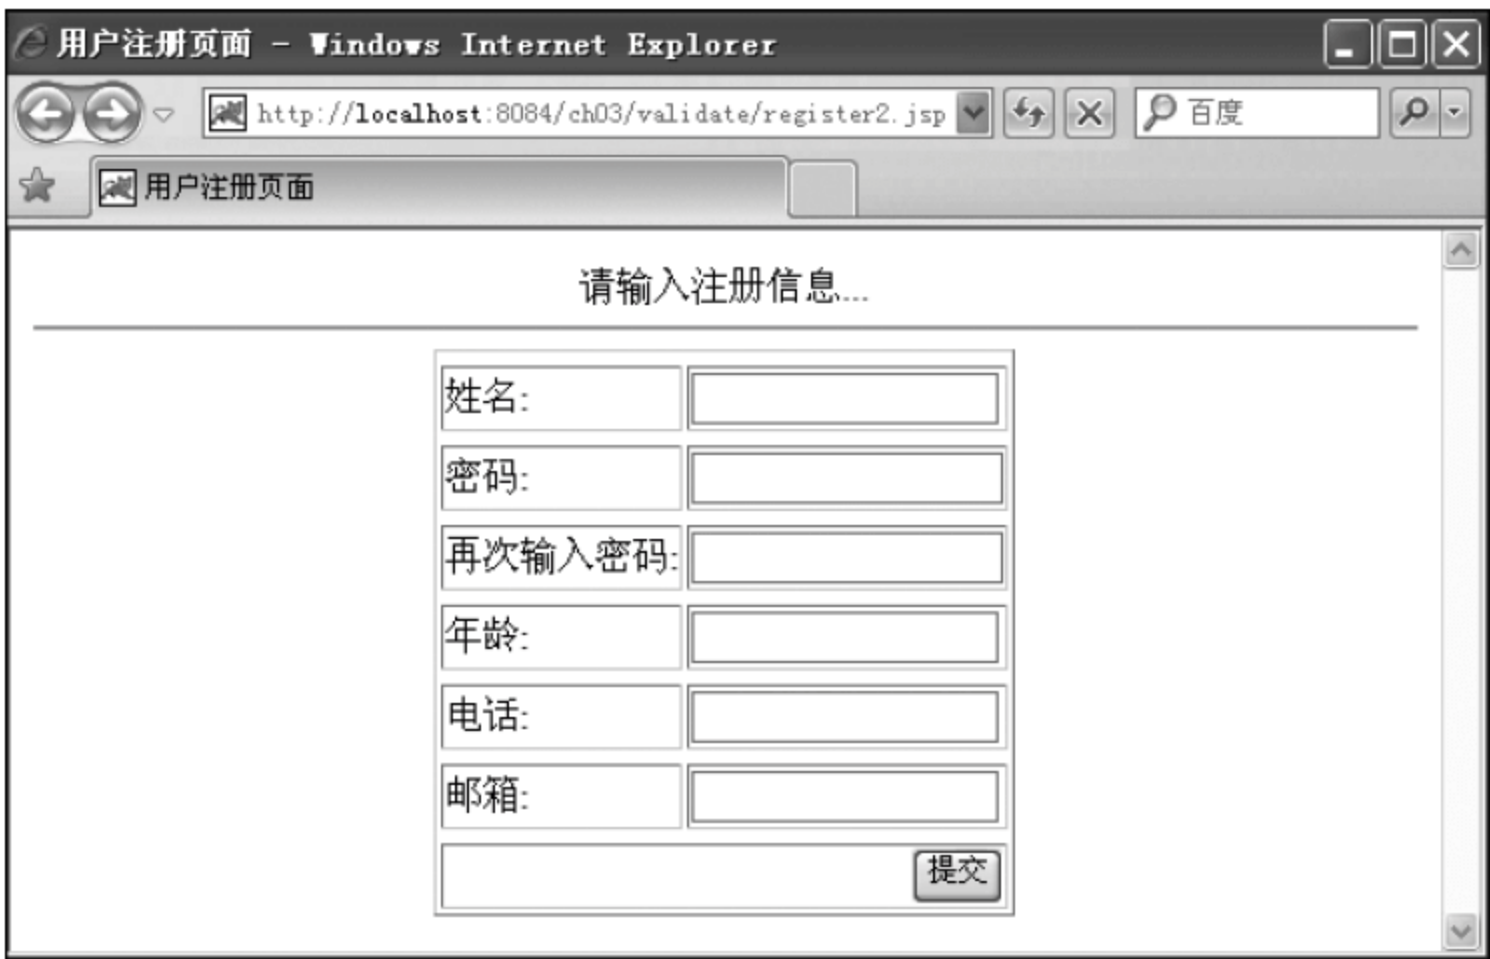 用户注册页面 - Windows Internet Explorer
http://localhost:8084/ch03/validate/register2.jsp
百度
用户注册页面
请输入注册信息...
姓名:
密码:
再次输入密码:
年龄:
电话:
邮箱:
提交